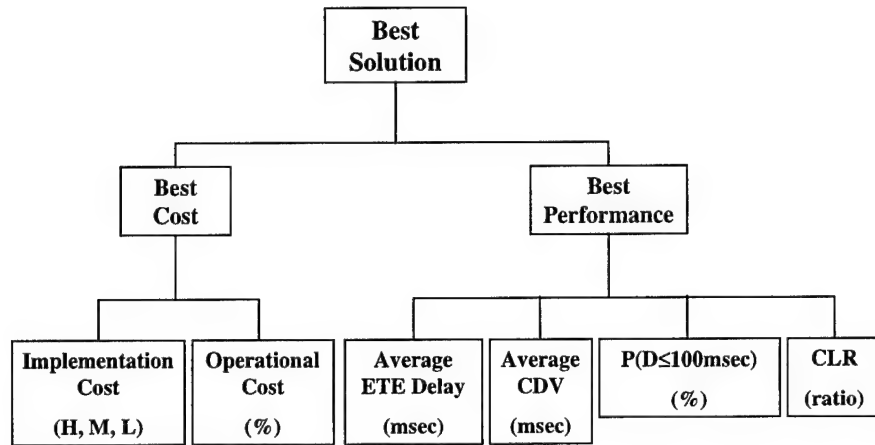 Best
Solution
Best
Cost
Best
Performance
Implementation
Cost
(H, M, L)
Operational
Cost
(%)
Average
ETE Delay
(msec)
Average
CDV
(msec)
P(D≤100msec)
(%)
CLR
(ratio)